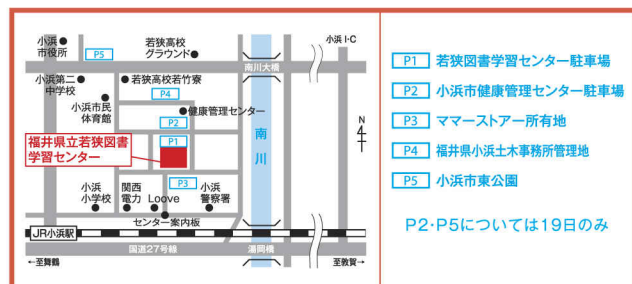 小浜
市役所
P5
若狭高校
グラウンド
小浜I・C
南川大橋
小浜第二
中学校
若狭高校若竹寮
P4
小浜市民
体育館
健康管理センター
P2
N
4
福井県立若狭図書
学習センター
P1
南川
P3
小浜
小学校
関西
電力
Loove
小浜
警察署
センター案内板
JR小浜駅
国道27号線
湯岡橋
←至舞鶴
至敦賀→
P1 若狭図書学習センター駐車場
P2 小浜市健康管理センター駐車場
P3 ママーストアー所有地
P4 福井県小浜土木事務所管理地
P5 小浜市東公園
P2・P5については19日のみ